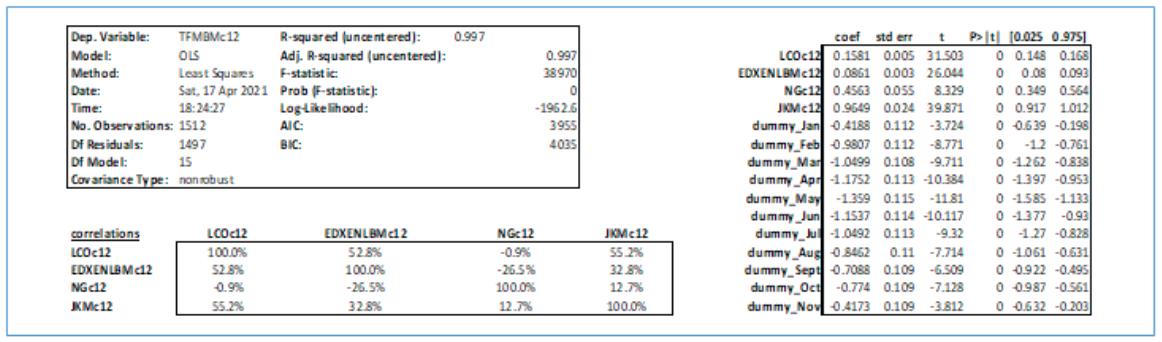 Dep. Variable: TFMBMc12 R-squared (uncentered): 0.997
Model: OLS Adj. R-squared (uncentered): 0.997
Method: Least Squares F-statistic: 38970
Date: Sat, 17 Apr 2021 Prob (F-statistic): 0
Time: 18:24:27 Log-Likelihood: -1962.6
No. Observations: 1512 AIC: 3955
Df Residuals: 1497 BIC: 4035
Df Model: 15
Covariance Type: nonrobust
correlations LCOc12 EDXENLBMc12 NGc12 JKMc12
LCOc12 100.0% 52.8% -0.9% 55.2%
EDXENLBMc12 52.8% 100.0% -26.5% 32.8%
NGc12 -0.9% -26.5% 100.0% 12.7%
JKMc12 55.2% 32.8% 12.7% 100.0%
coef std err t P>|t| [0.025 0.975]
LCOc12 0.1581 0.005 31.503 0 0.148 0.168
EDXENLBMc12 0.0861 0.003 26.044 0 0.08 0.093
NGc12 0.4563 0.055 8.329 0 0.349 0.564
JKMc12 0.9649 0.024 39.871 0 0.917 1.012
dummy_Jan -0.4188 0.112 -3.724 0 -0.639 -0.198
dummy_Feb -0.9807 0.112 -8.771 0 -1.2 -0.761
dummy_Mar -1.0499 0.108 -9.711 0 -1.262 -0.838
dummy_Apr -1.1752 0.113 -10.384 0 -1.397 -0.953
dummy_May -1.359 0.115 -11.81 0 -1.585 -1.133
dummy_Jun -1.1537 0.114 -10.117 0 -1.377 -0.93
dummy_Jul -1.0492 0.113 -9.32 0 -1.27 -0.828
dummy_Aug -0.8462 0.11 -7.714 0 -1.061 -0.631
dummy_Sept -0.7088 0.109 -6.509 0 -0.922 -0.495
dummy_Oct -0.774 0.109 -7.128 0 -0.987 -0.561
dummy_Nov -0.4173 0.109 -3.812 0 -0.632 -0.203